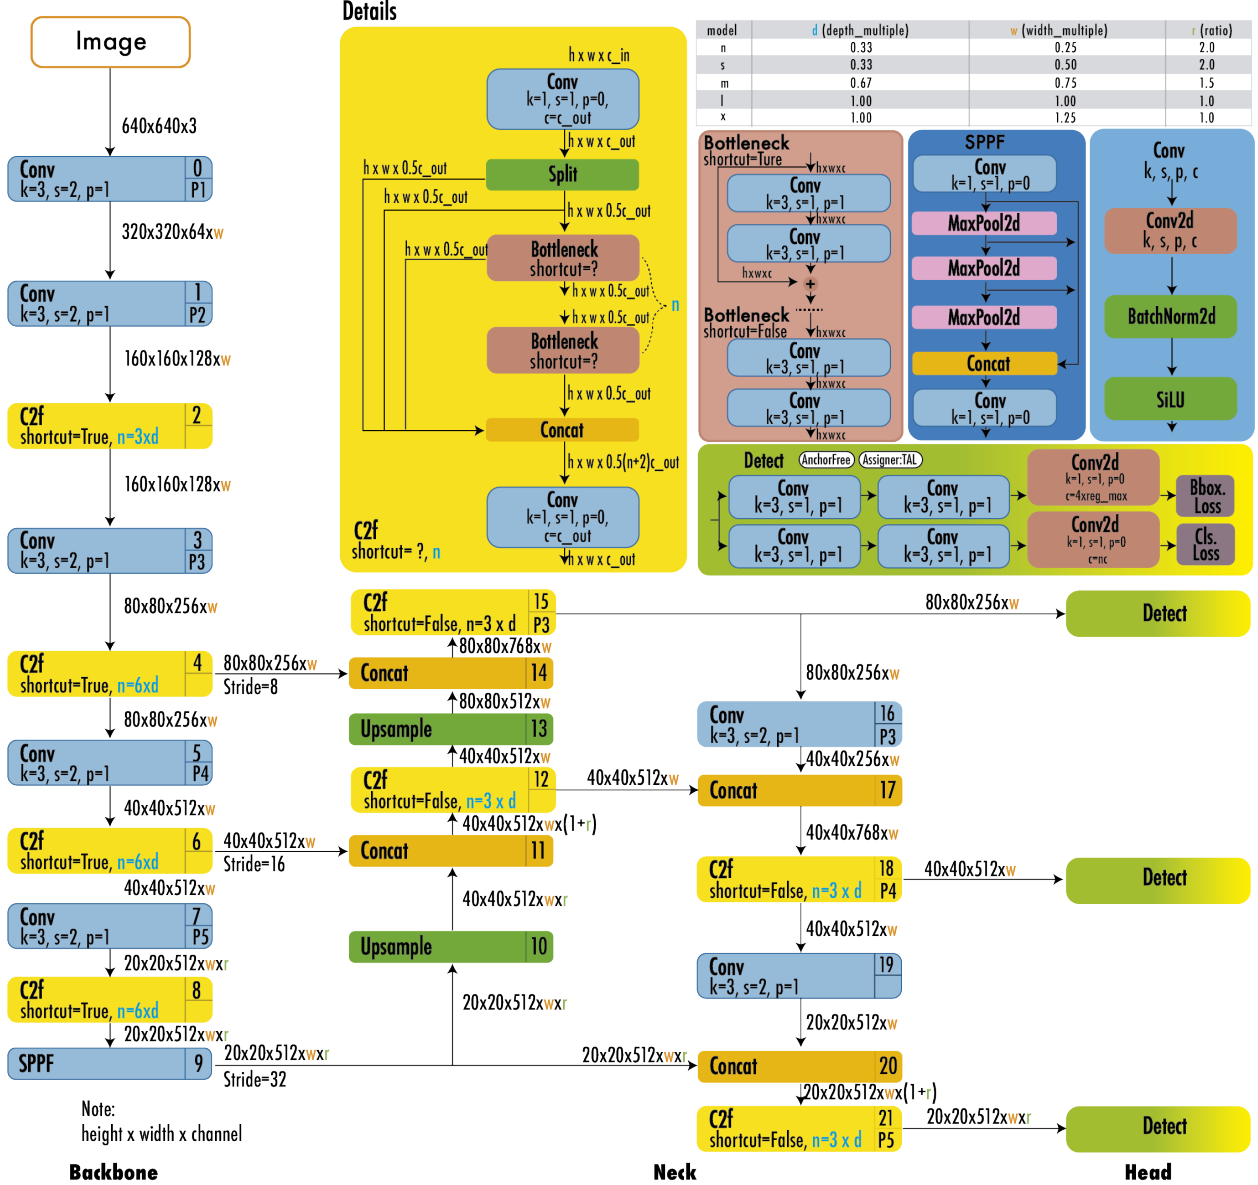 Image
640x640x3
Conv
k=3, s=2, p=1
0
P1
320x320x64xw
Conv
k=3, s=2, p=1
1
P2
160x160x128xw
C2f
shortcut=True, n=3xd
2
160x160x128xw
Conv
k=3, s=2, p=1
3
P3
80x80x256xw
C2f
shortcut=True, n=6xd
4
80x80x256xw
Stride=8
80x80x256xw
Conv
k=3, s=2, p=1
5
P4
40x40x512xw
C2f
shortcut=True, n=6xd
6
40x40x512xw
Stride=16
40x40x512xw
Conv
k=3, s=2, p=1
7
P5
20x20x512xwxr
C2f
shortcut=True, n=6xd
8
20x20x512xwxr
SPPF
9
20x20x512xwxr
Stride=32
Note:
height x width x channel
Backbone
Details
h x w x c_in
Conv
k=1, s=1, p=0,
c=c_out
h x w x c_out
Split
h x w x 0.5c_out
h x w x 0.5c_out
h x w x 0.5c_out
h x w x 0.5c_out
Bottleneck
shortcut=?
h x w x 0.5c_out
n
h x w x 0.5c_out
Bottleneck
shortcut=?
h x w x 0.5c_out
Concat
h x w x 0.5(n+2)c_out
Conv
k=1, s=1, p=0,
c=c_out
h x w x c_out
C2f
shortcut= ?, n
model d (depth_multiple) w (width_multiple) r (ratio)
n 0.33 0.25 2.0
s 0.33 0.50 2.0
m 0.67 0.75 1.5
l 1.00 1.00 1.0
x 1.00 1.25 1.0
Bottleneck
shortcut=Ture
hxwxc
Conv
k=3, s=1, p=1
hxwxc
Conv
k=3, s=1, p=1
hxwxc
+
Bottleneck
shortcut=False
hxwxc
Conv
k=3, s=1, p=1
hxwxc
Conv
k=3, s=1, p=1
hxwxc
SPPF
Conv
k=1, s=1, p=0
MaxPool2d
MaxPool2d
MaxPool2d
Concat
Conv
k=1, s=1, p=0
Conv
k, s, p, c
Conv2d
k, s, p, c
BatchNorm2d
SiLU
Detect
AnchorFree
Assigner:TAL
Conv
k=3, s=1, p=1
Conv
k=3, s=1, p=1
Conv2d
k=1, s=1, p=0
c=4xreg_max
Bbox.
Loss
Conv
k=3, s=1, p=1
Conv
k=3, s=1, p=1
Conv2d
k=1, s=1, p=0
c=nc
Cls.
Loss
C2f
shortcut=False, n=3 x d
15
P3
80x80x768xw
Concat
14
80x80x512xw
Upsample
13
40x40x512xw
C2f
shortcut=False, n=3 x d
12
40x40x512xwx(1+r)
Concat
11
40x40x512xwxr
Upsample
10
20x20x512xwxr
80x80x256xw
80x80x256xw
Conv
k=3, s=2, p=1
16
P3
40x40x256xw
40x40x512xw
Concat
17
40x40x768xw
C2f
shortcut=False, n=3 x d
18
P4
40x40x512xw
40x40x512xw
Conv
k=3, s=2, p=1
19
20x20x512xw
20x20x512xwxr
Concat
20
20x20x512xwx(1+r)
C2f
shortcut=False, n=3 x d
21
P5
20x20x512xwxr
Neck
Detect
Detect
Detect
Head